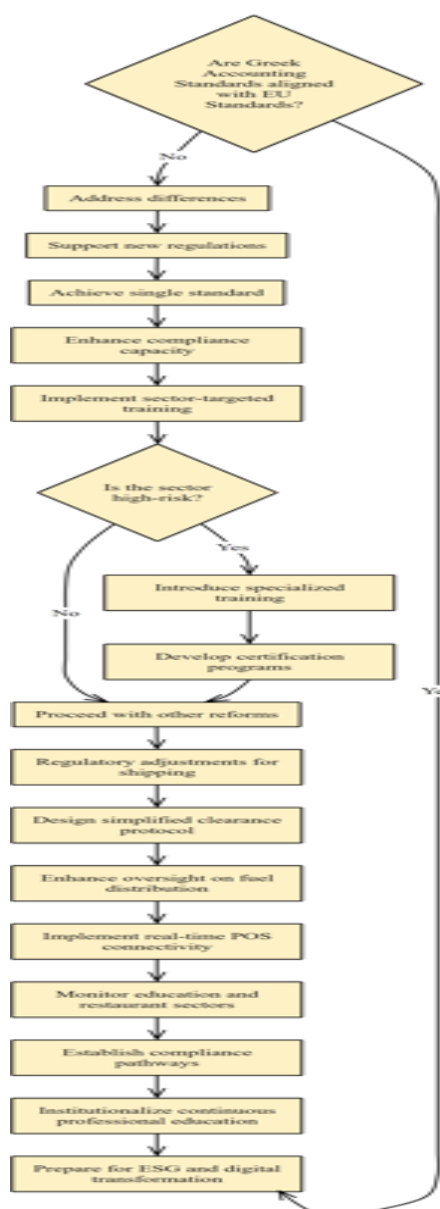 Are Greek
Accounting
Standards aligned
with EU
Standards?
No
Address differences
Support new regulations
Achieve single standard
Enhance compliance
capacity
Implement sector-targeted
training
Is the sector
high-risk?
Yes
Introduce specialized
training
No
Develop certification
programs
Proceed with other reforms
Regulatory adjustments for
shipping
Design simplified clearance
protocol
Enhance oversight on fuel
distribution
Implement real-time POS
connectivity
Monitor education and
restaurant sectors
Establish compliance
pathways
Institutionalize continuous
professional education
Prepare for ESG and digital
transformation